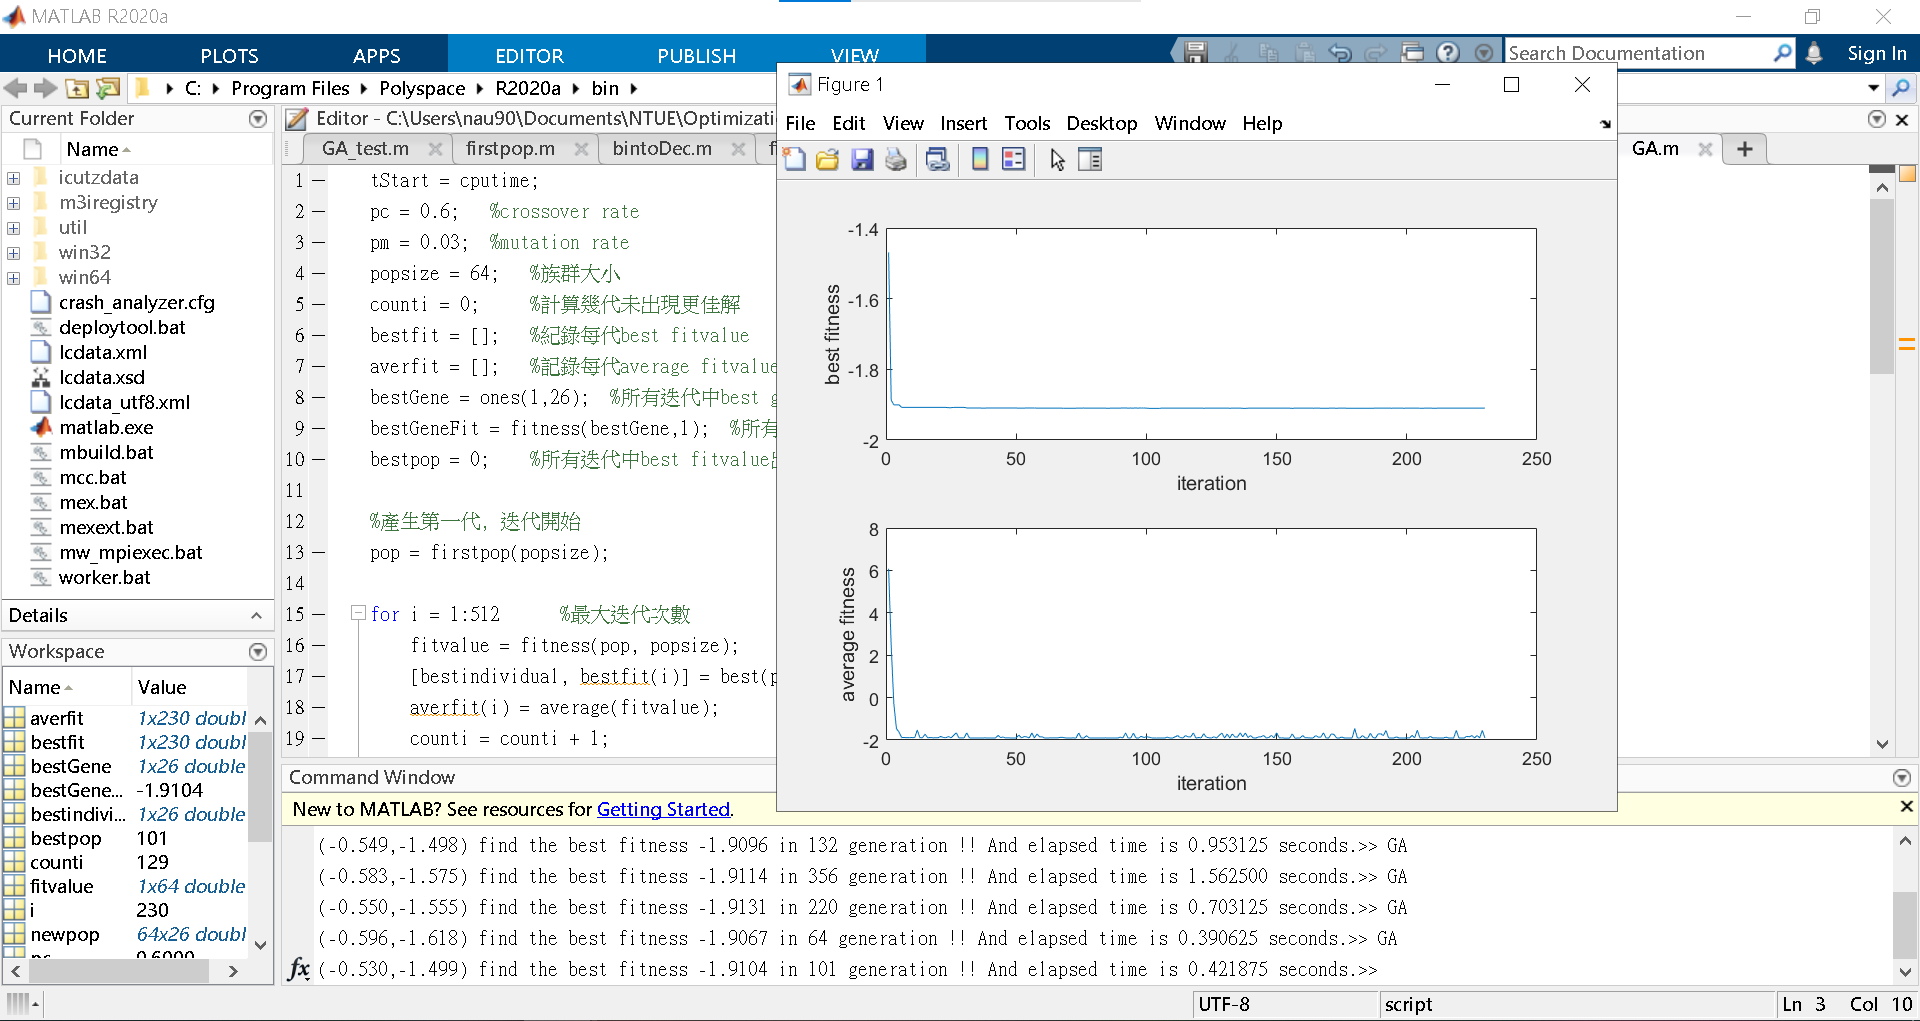 MATLAB R2020a
HOME PLOTS APPS EDITOR PUBLISH VIEW
Search Documentation
Sign In
C: Program Files Polyspace R2020a bin
Current Folder
Name
icutzdata
m3iregistry
util
win32
win64
crash_analyzer.cfg
deploytool.bat
lcdata.xml
lcdata.xsd
lcdata_utf8.xml
matlab.exe
mbuild.bat
mcc.bat
mex.bat
mexext.bat
mw_mpiexec.bat
worker.bat
Details
Workspace
Name Value
averfit 1x230 doubl
bestfit 1x230 doubl
bestGene 1x26 double
bestGene... -1.9104
bestindivi... 1x26 double
bestpop 101
counti 129
fitvalue 1x64 double
i 230
newpop 64x26 doubl
Editor - C:\Users\nau90\Documents\NTUE\Optimizati
GA_test.m firstpop.m bintoDec.m
GA.m
1 tStart = cputime;
2 pc = 0.6; %crossover rate
3 pm = 0.03; %mutation rate
4 popsize = 64; %族群大小
5 counti = 0; %計算幾代未出現更佳解
6 bestfit = []; %紀錄每代best fitvalue
7 averfit = []; %記錄每代average fitvalue
8 bestGene = ones(1,26); %所有迭代中best g
9 bestGeneFit = fitness(bestGene,1); %所有
10 bestpop = 0; %所有迭代中best fitvalue
11
12 %產生第一代, 迭代開始
13 pop = firstpop(popsize);
14
15 for i = 1:512 %最大迭代次數
16 fitvalue = fitness(pop, popsize);
17 [bestindividual, bestfit(i)] = best(p
18 averfit(i) = average(fitvalue);
19 counti = counti + 1;
Figure 1
File Edit View Insert Tools Desktop Window Help
-1.4
-1.6
-1.8
-2
best fitness
0 50 100 150 200 250
iteration
8
6
4
2
0
-2
average fitness
0 50 100 150 200 250
iteration
Command Window
New to MATLAB? See resources for Getting Started.
(-0.549,-1.498) find the best fitness -1.9096 in 132 generation !! And elapsed time is 0.953125 seconds.>> GA
(-0.583,-1.575) find the best fitness -1.9114 in 356 generation !! And elapsed time is 1.562500 seconds.>> GA
(-0.550,-1.555) find the best fitness -1.9131 in 220 generation !! And elapsed time is 0.703125 seconds.>> GA
(-0.596,-1.618) find the best fitness -1.9067 in 64 generation !! And elapsed time is 0.390625 seconds.>> GA
fx (-0.530,-1.499) find the best fitness -1.9104 in 101 generation !! And elapsed time is 0.421875 seconds.>>
UTF-8 script Ln 3 Col 10